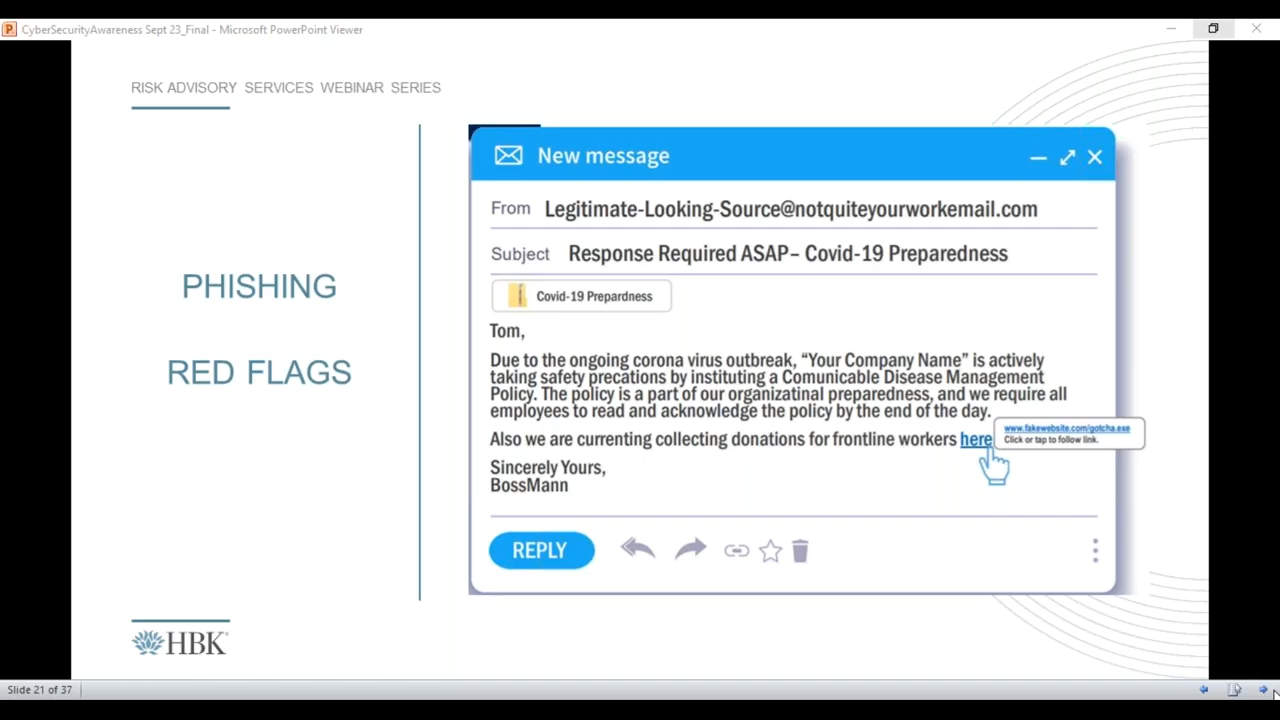 CyberSecurityAwareness Sept 23_Final - Microsoft PowerPoint Viewer
RISK ADVISORY SERVICES WEBINAR SERIES
PHISHING
RED FLAGS
New message
From Legitimate-Looking-Source@notquiteyourworkemail.com
Subject Response Required ASAP– Covid-19 Preparedness
Covid-19 Prepardness
Tom,
Due to the ongoing corona virus outbreak, “Your Company Name” is actively
taking safety precations by instituting a Comunicable Disease Management
Policy. The policy is a part of our organizatinal preparedness, and we require all
employees to read and acknowledge the policy by the end of the day.
Also we are currenting collecting donations for frontline workers here
www.fakewebsite.com/gotcha.exe
Click or tap to follow link.
Sincerely Yours,
BossMann
REPLY
HBK
Slide 21 of 37